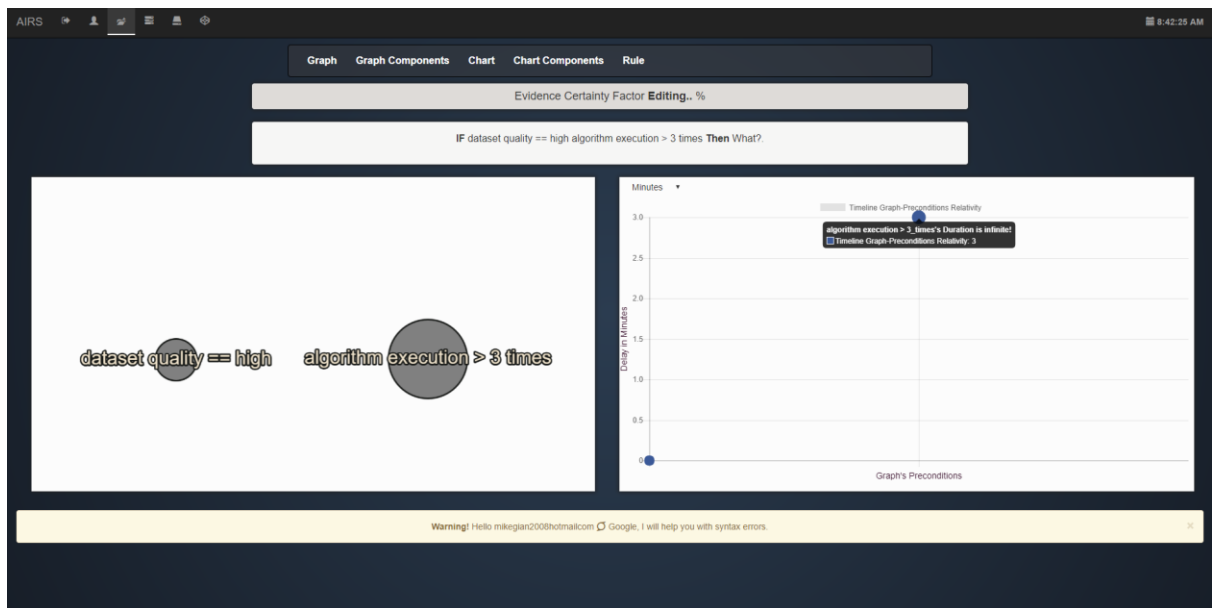 AIRS
8:42:25 AM
Graph Graph Components Chart Chart Components Rule
Evidence Certainty Factor Editing.. %
IF dataset quality == high algorithm execution > 3 times Then What?.
dataset quality == high
algorithm execution > 3 times
Minutes
Timeline Graph-Preconditions Relativity
3.0
algorithm execution > 3_times's Duration is infinite!
Timeline Graph-Preconditions Relativity: 3
2.5
2.0
1.5
1.0
0.5
0
Delay in Minutes
Graph's Preconditions
Warning! Hello mikegian2008hotmailcom Google, I will help you with syntax errors.
×